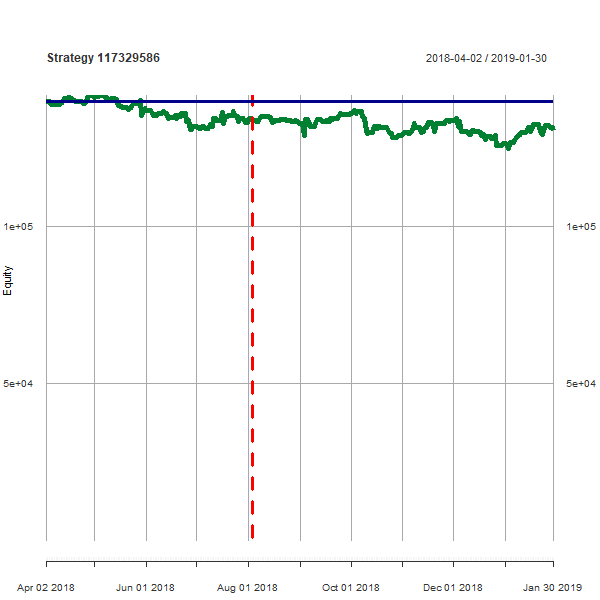 Strategy 117329586
2018-04-02 / 2019-01-30
1e+05
1e+05
Equity
5e+04
5e+04
Apr 02 2018
Jun 01 2018
Aug 01 2018
Oct 01 2018
Dec 01 2018
Jan 30 2019